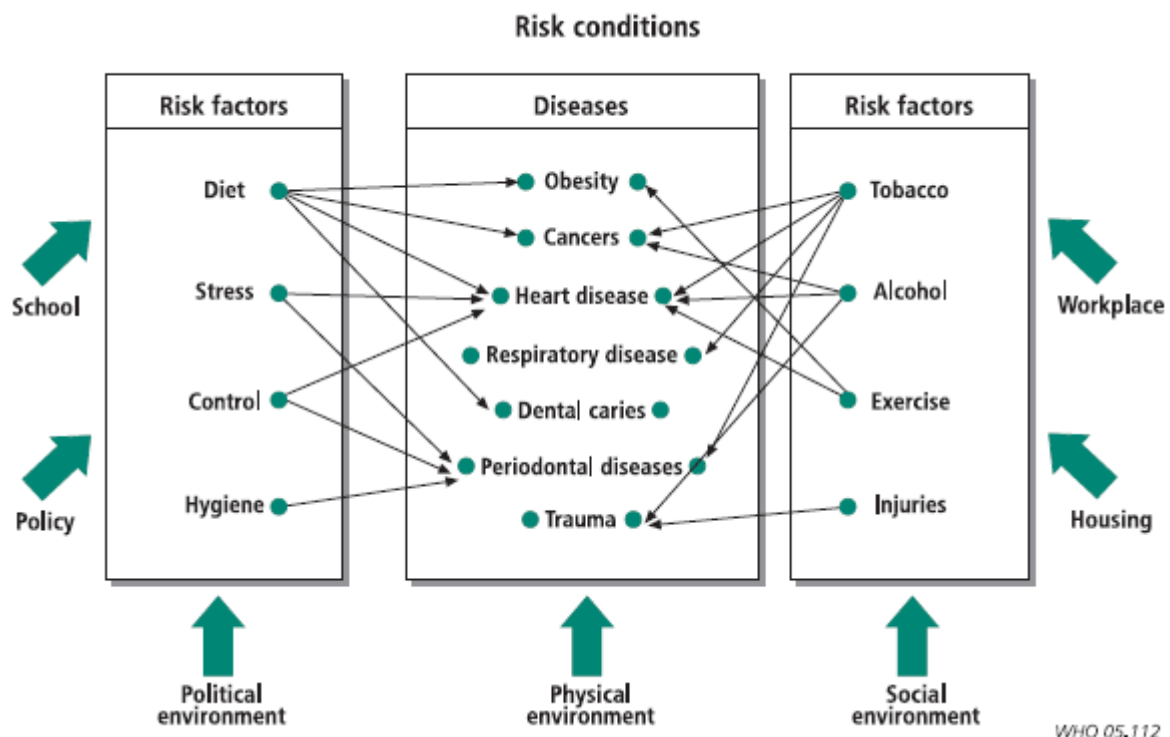 Risk conditions
Risk factors
Diseases
Risk factors
Diet
Stress
Control
Hygiene
Obesity
Cancers
Heart disease
Respiratory disease
Dental caries
Periodontal diseases
Trauma
Tobacco
Alcohol
Exercise
Injuries
School
Policy
Workplace
Housing
Political
environment
Physical
environment
Social
environment
WHO 05.112